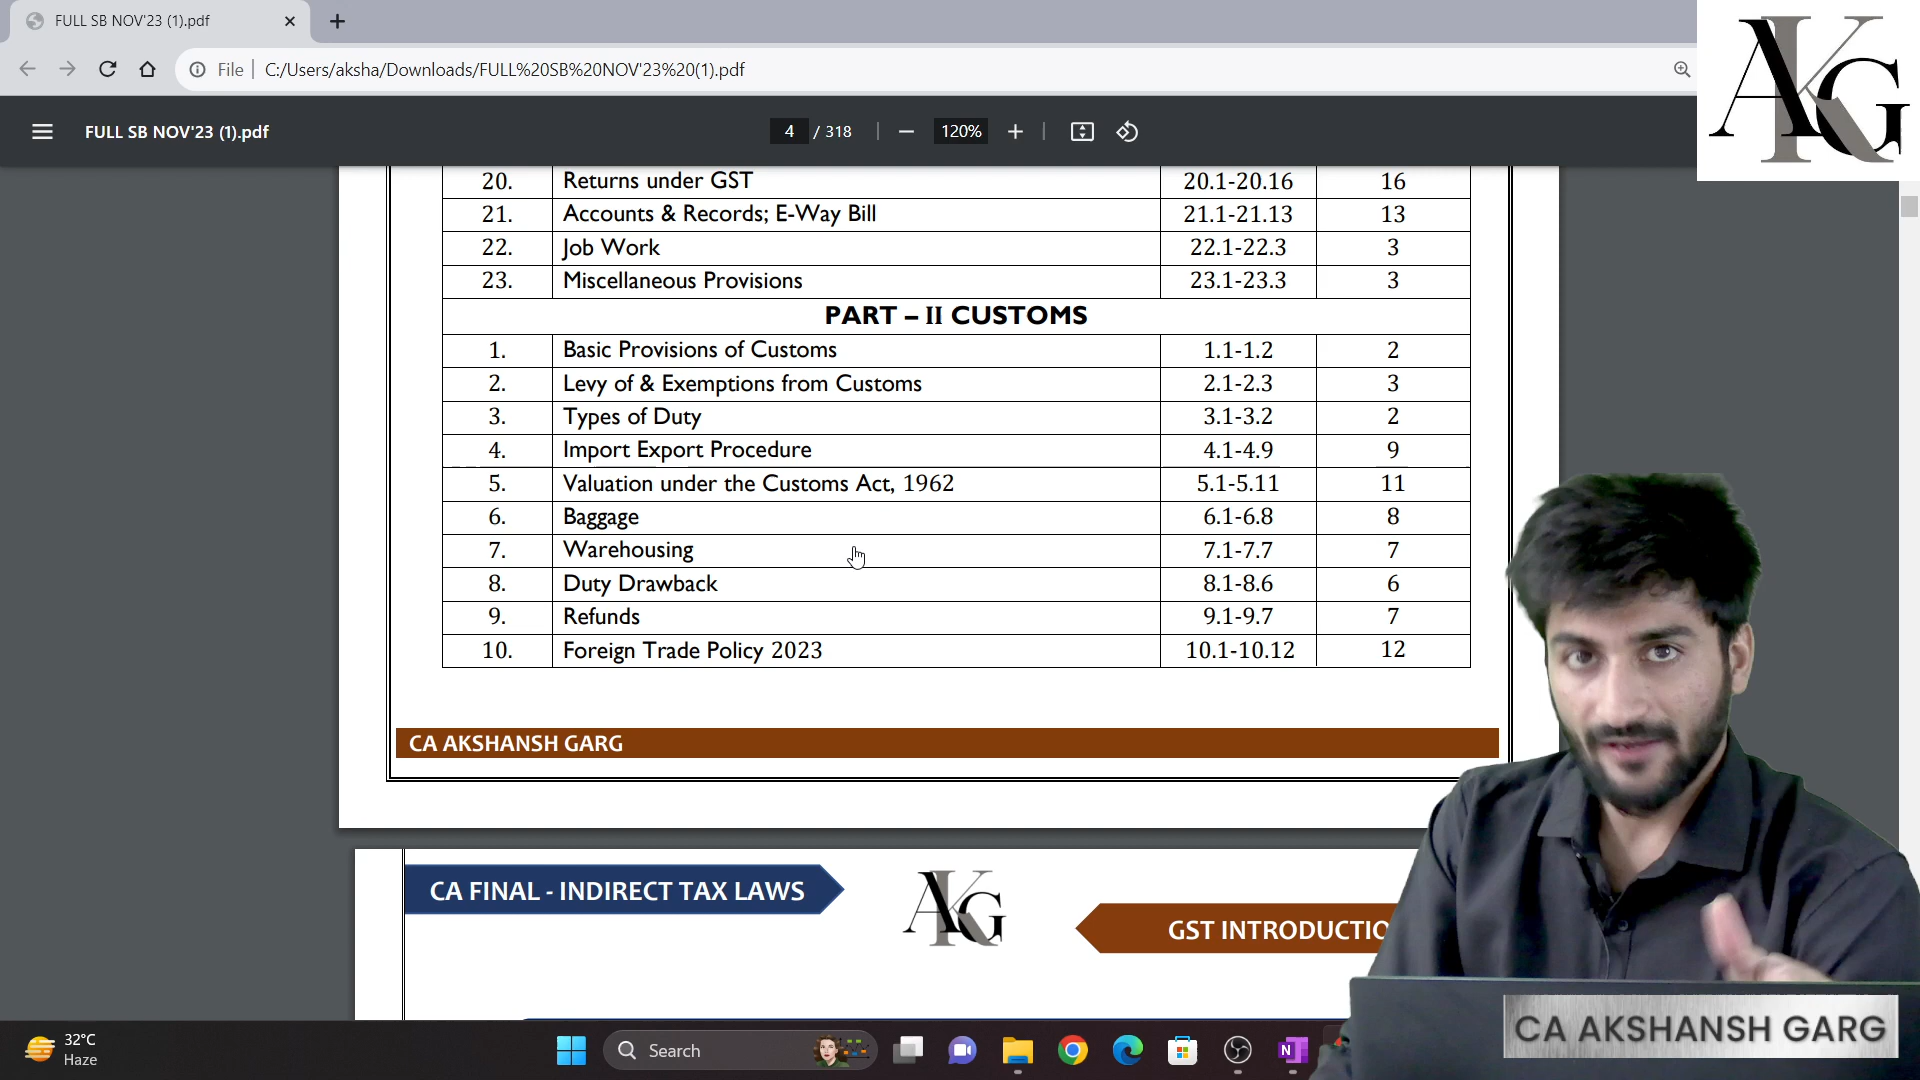 FULL SB NOV'23 (1).pdf
File C:/Users/aksha/Downloads/FULL%20SB%20NOV'23%20(1).pdf
AKG
FULL SB NOV'23 (1).pdf 4 / 318 120%
20. Returns under GST 20.1-20.16 16
21. Accounts & Records; E-Way Bill 21.1-21.13 13
22. Job Work 22.1-22.3 3
23. Miscellaneous Provisions 23.1-23.3 3
PART – II CUSTOMS
1. Basic Provisions of Customs 1.1-1.2 2
2. Levy of & Exemptions from Customs 2.1-2.3 3
3. Types of Duty 3.1-3.2 2
4. Import Export Procedure 4.1-4.9 9
5. Valuation under the Customs Act, 1962 5.1-5.11 11
6. Baggage 6.1-6.8 8
7. Warehousing 7.1-7.7 7
8. Duty Drawback 8.1-8.6 6
9. Refunds 9.1-9.7 7
10. Foreign Trade Policy 2023 10.1-10.12 12
CA AKSHANSH GARG
CA FINAL - INDIRECT TAX LAWS
AKG
GST INTRODUCTIO
CA AKSHANSH GARG
32°C
Haze
Search
N